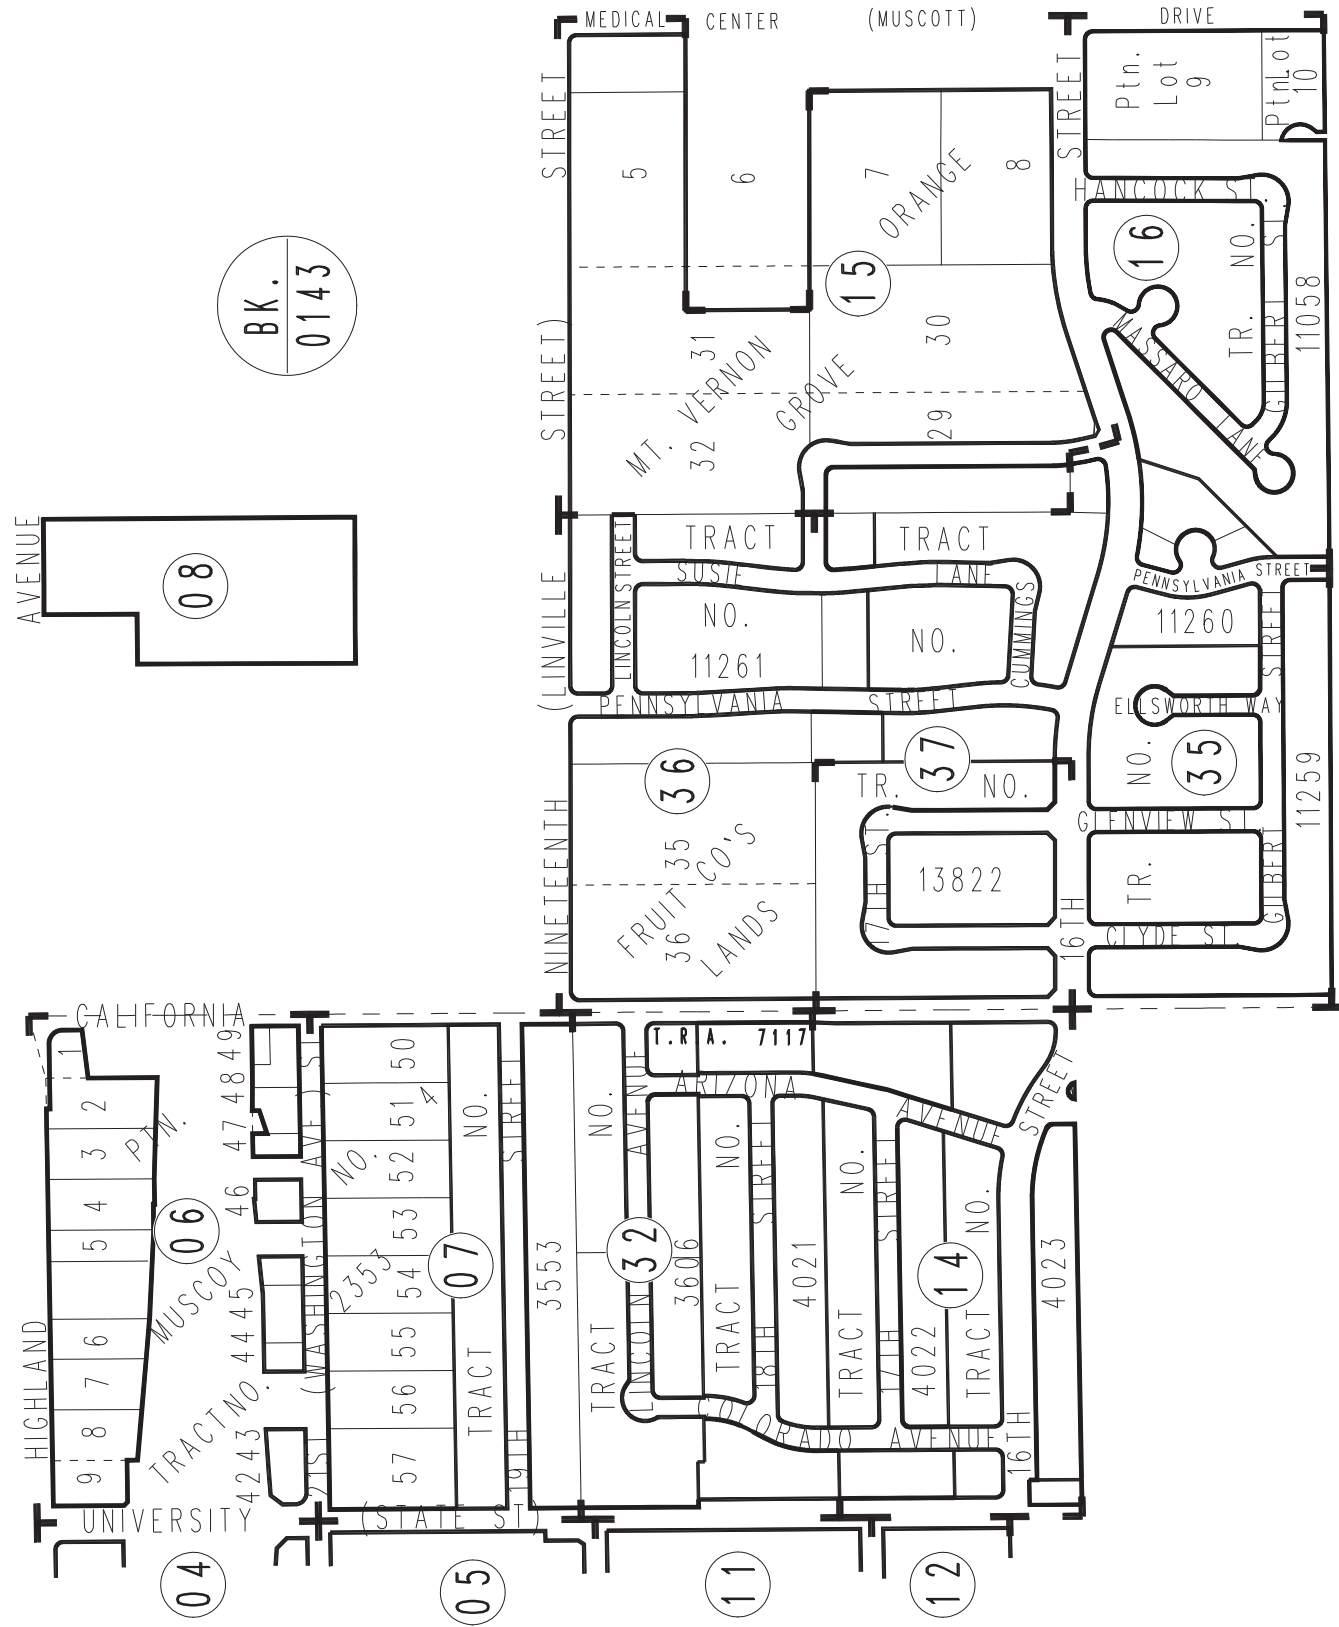 MEDICAL CENTER (MUSCOTT) DRIVE
STREET
STREET
Ptn.
Lot
9
Ptn Lot
10
5
6
7
8
ORANGE
HANCOCK ST.
16
15
BK.
0143
TR. NO.
GILBERT ST.
11058
MASSARO LANE
30
31
MT. VERNON
GROVE
32
29
STREET)
(LINVILLE
AVENUE
08
LINCOLN STREET
TRACT
TRACT
SUSIE LANE
CUMMINGS
PENNSYLVANIA STREET
NO.
11261
NO.
11260
STREET
PENNSYLVANIA STREET
ELLSWORTH WAY
36
37
35
NO.
TR. NO.
11259
GLENVIEW ST.
NINETEENTH
35
FRUIT CO'S
36
LANDS
17TH ST.
13822
TR.
GILBERT
16TH
CLYDE ST.
CALIFORNIA
T.R.A. 7117
1
2
3
4
5
6
7
8
9
PTN.
06
MUSCOY
TRACT NO.
HIGHLAND
49
48
47
46
45
44
43
42
21ST
(WASHINGTON AVE.) ST.
50
51
52
53
54
55
56
57
4
NO.
2353
07
NO.
TRACT
STREET
19TH
3553
NO.
TRACT
AVENUE
LINCOLN
32
3606
ARIZONA AVENUE
NO.
TRACT
STREET
18TH
4021
NO.
TRACT
STREET
17TH
4022
NO.
TRACT
14
STREET
16TH
4023
COLORADO AVENUE
UNIVERSITY
(STATE ST)
04
05
11
12